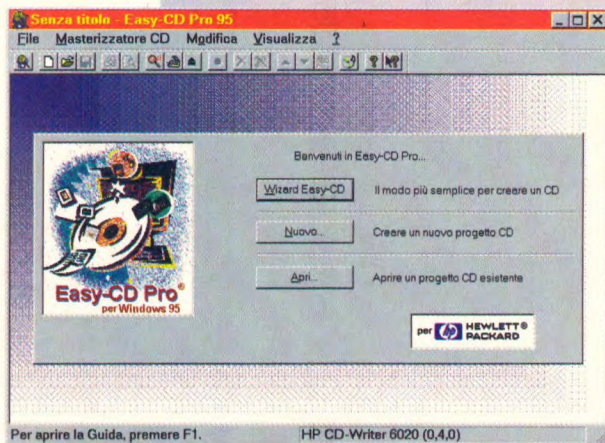 Senza titolo - Easy-CD Pro 95
File Masterizzatore CD Modifica Visualizza ?
Benvenuti in Easy-CD Pro...
Wizard Easy-CD Il modo più semplice per creare un CD
Nuovo... Creare un nuovo progetto CD
Apri... Aprire un progetto CD esistente
Easy-CD Pro®
per Windows 95
per hp HEWLETT®
PACKARD
Per aprire la Guida, premere F1. HP CD-Writer 6020 (0,4,0)